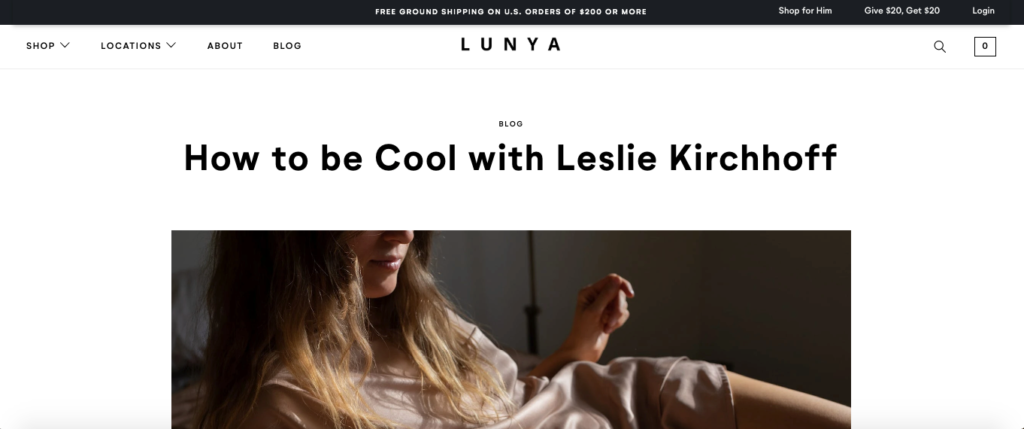 FREE GROUND SHIPPING ON U.S. ORDERS OF $200 OR MORE
Shop for Him Give $20, Get $20 Login
SHOP LOCATIONS ABOUT BLOG
LUNYA
0
BLOG
How to be Cool with Leslie Kirchhoff